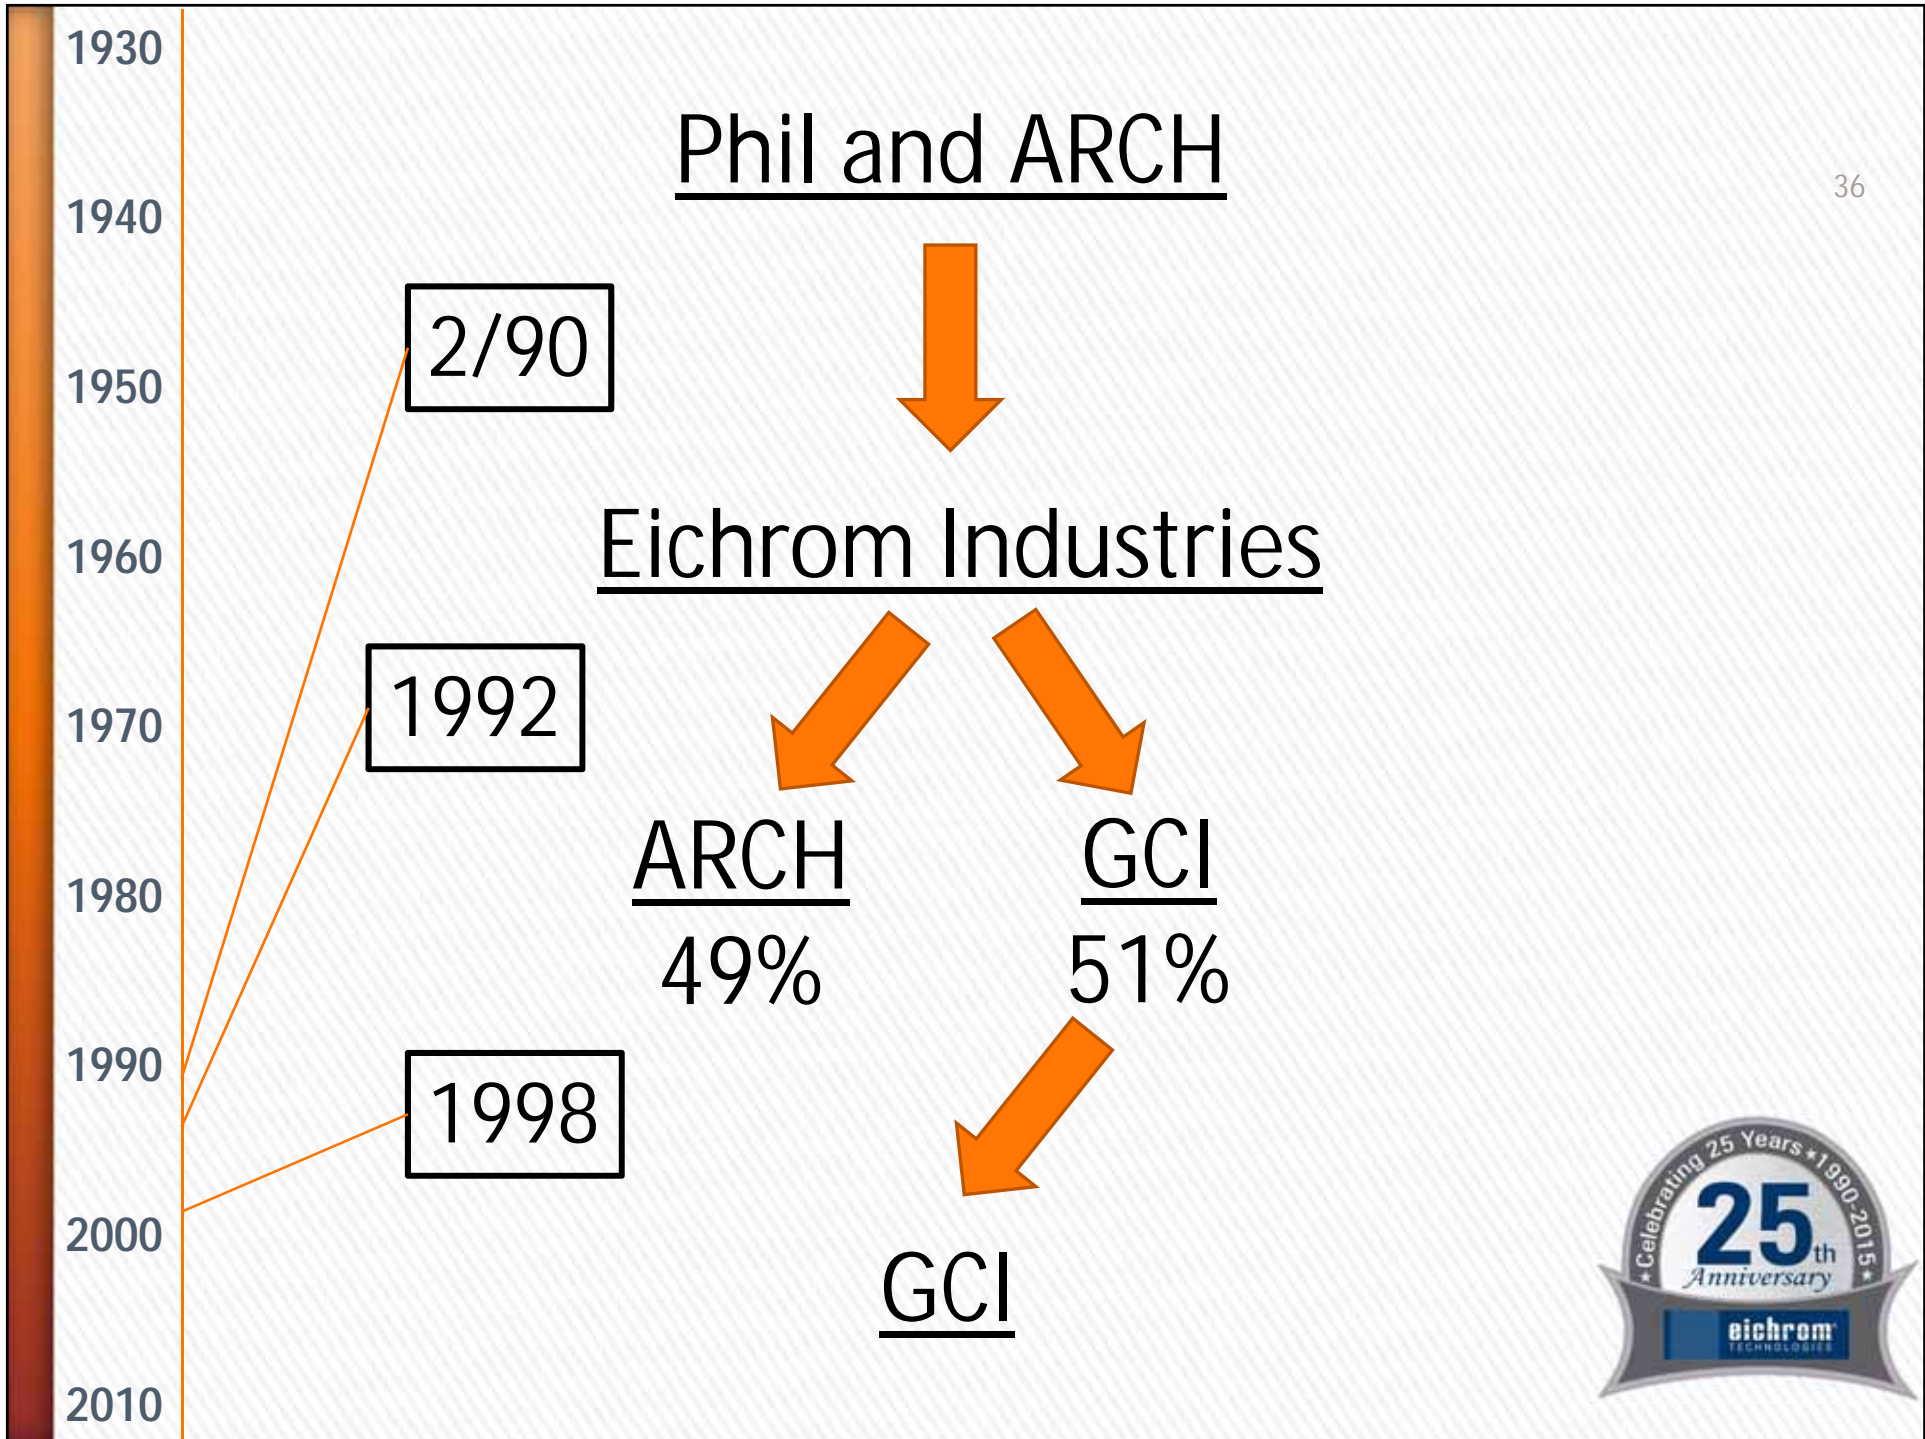 1930
1940
1950
1960
1970
1980
1990
2000
2010
Phil and ARCH
36
2/90
Eichrom Industries
1992
ARCH GCI
49% 51%
1998
GCI
Celebrating 25 Years 1990-2015
25th
Anniversary
eichrom
TECHNOLOGIES